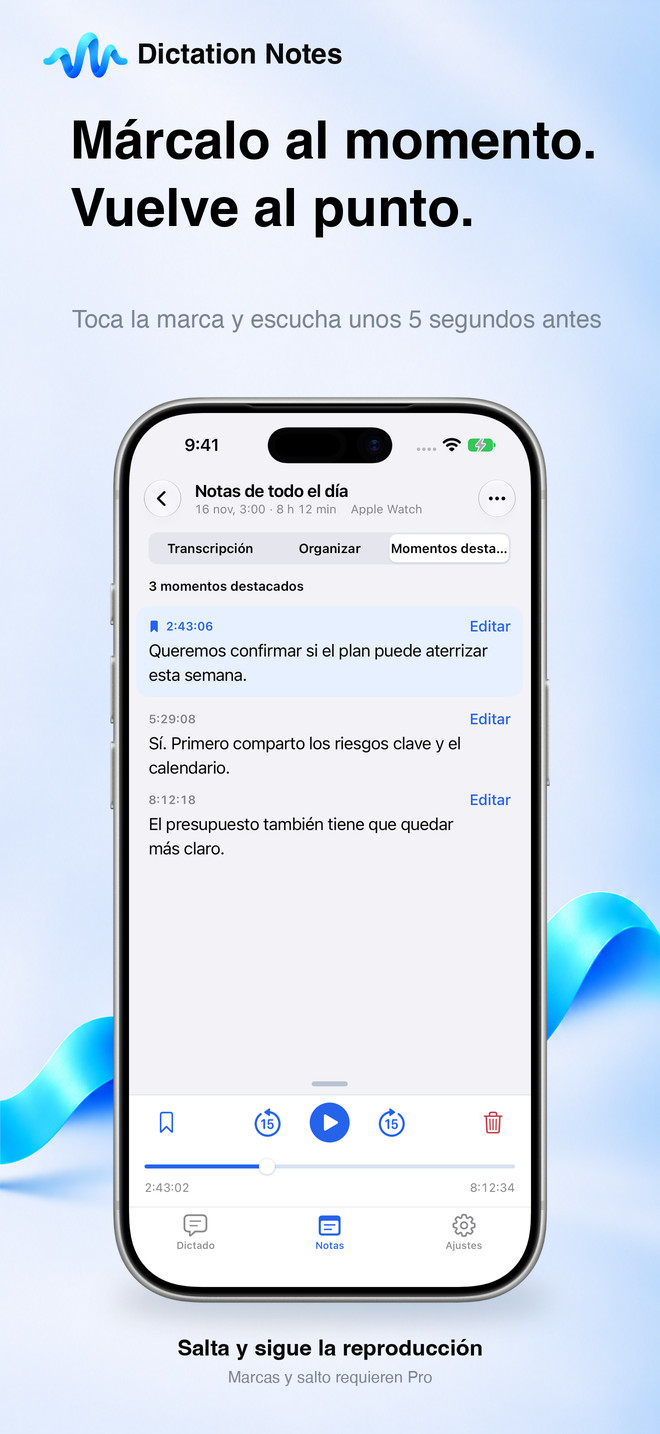 Dictation Notes
Márcalo al momento.
Vuelve al punto.
Toca la marca y escucha unos 5 segundos antes
9:41
Notas de todo el día
16 nov, 3:00 · 8 h 12 min Apple Watch
Transcripción Organizar Momentos desta...
3 momentos destacados
2:43:06 Editar
Queremos confirmar si el plan puede aterrizar
esta semana.
5:29:08 Editar
Sí. Primero comparto los riesgos clave y el
calendario.
8:12:18 Editar
El presupuesto también tiene que quedar
más claro.
15 15
2:43:02 8:12:34
Dictado Notas Ajustes
Salta y sigue la reproducción
Marcas y salto requieren Pro